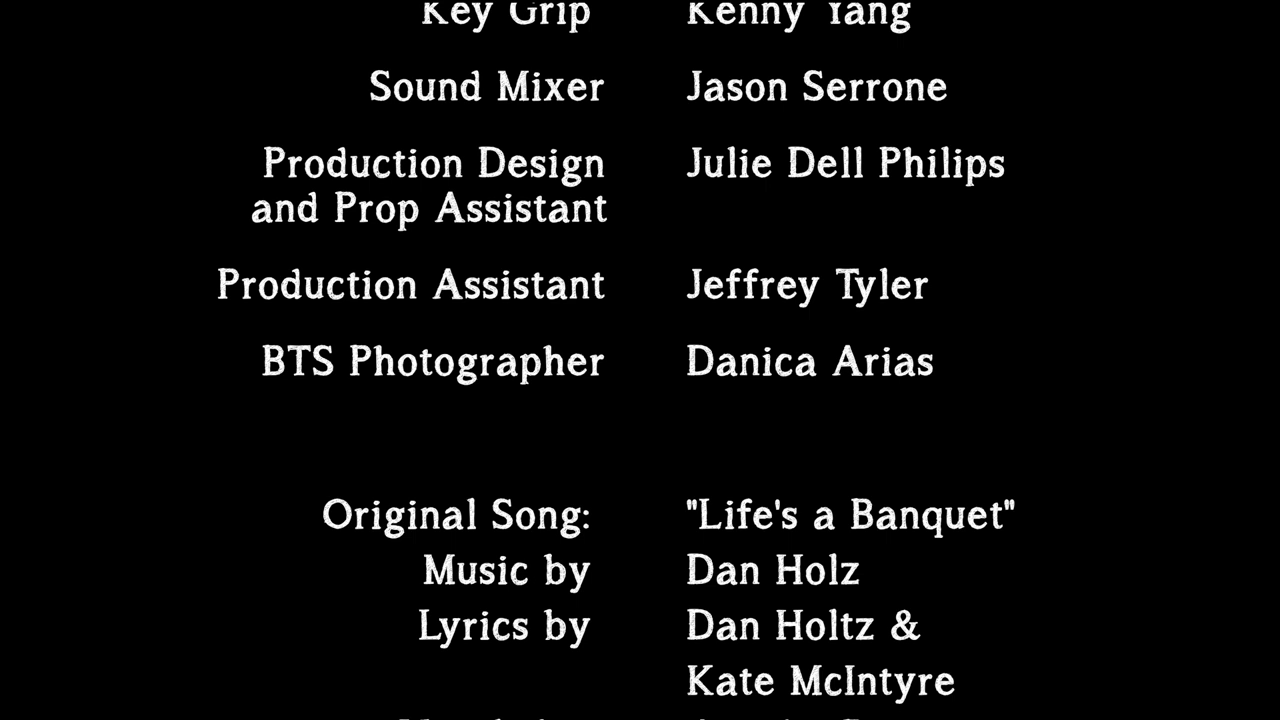 Key Grip Kenny Yang
Sound Mixer Jason Serrone
Production Design Julie Dell Philips
and Prop Assistant
Production Assistant Jeffrey Tyler
BTS Photographer Danica Arias
Original Song: "Life's a Banquet"
Music by Dan Holz
Lyrics by Dan Holtz &
Kate McIntyre